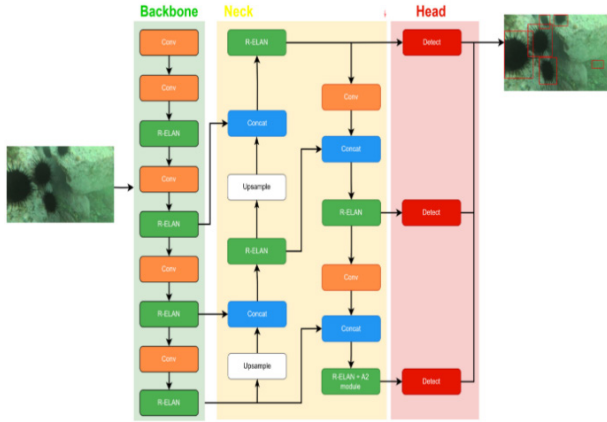 Backbone
Neck
Head
Conv
Conv
R-ELAN
Conv
R-ELAN
Conv
R-ELAN
Conv
R-ELAN
R-ELAN
Concat
Upsample
R-ELAN
Concat
Upsample
Conv
Concat
R-ELAN
Conv
Concat
R-ELAN + A2
module
Detect
Detect
Detect